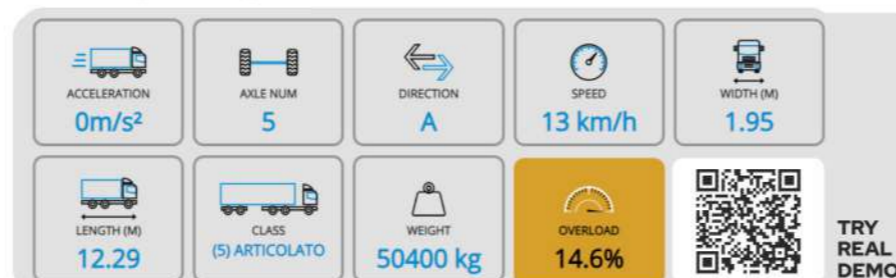 ACCELERATION
0m/s²
AXLE NUM
5
DIRECTION
A
SPEED
13 km/h
WIDTH (M)
1.95
LENGTH (M)
12.29
CLASS
(5) ARTICOLATO
WEIGHT
50400 kg
OVERLOAD
14.6%
TRY
REAL
DEMO